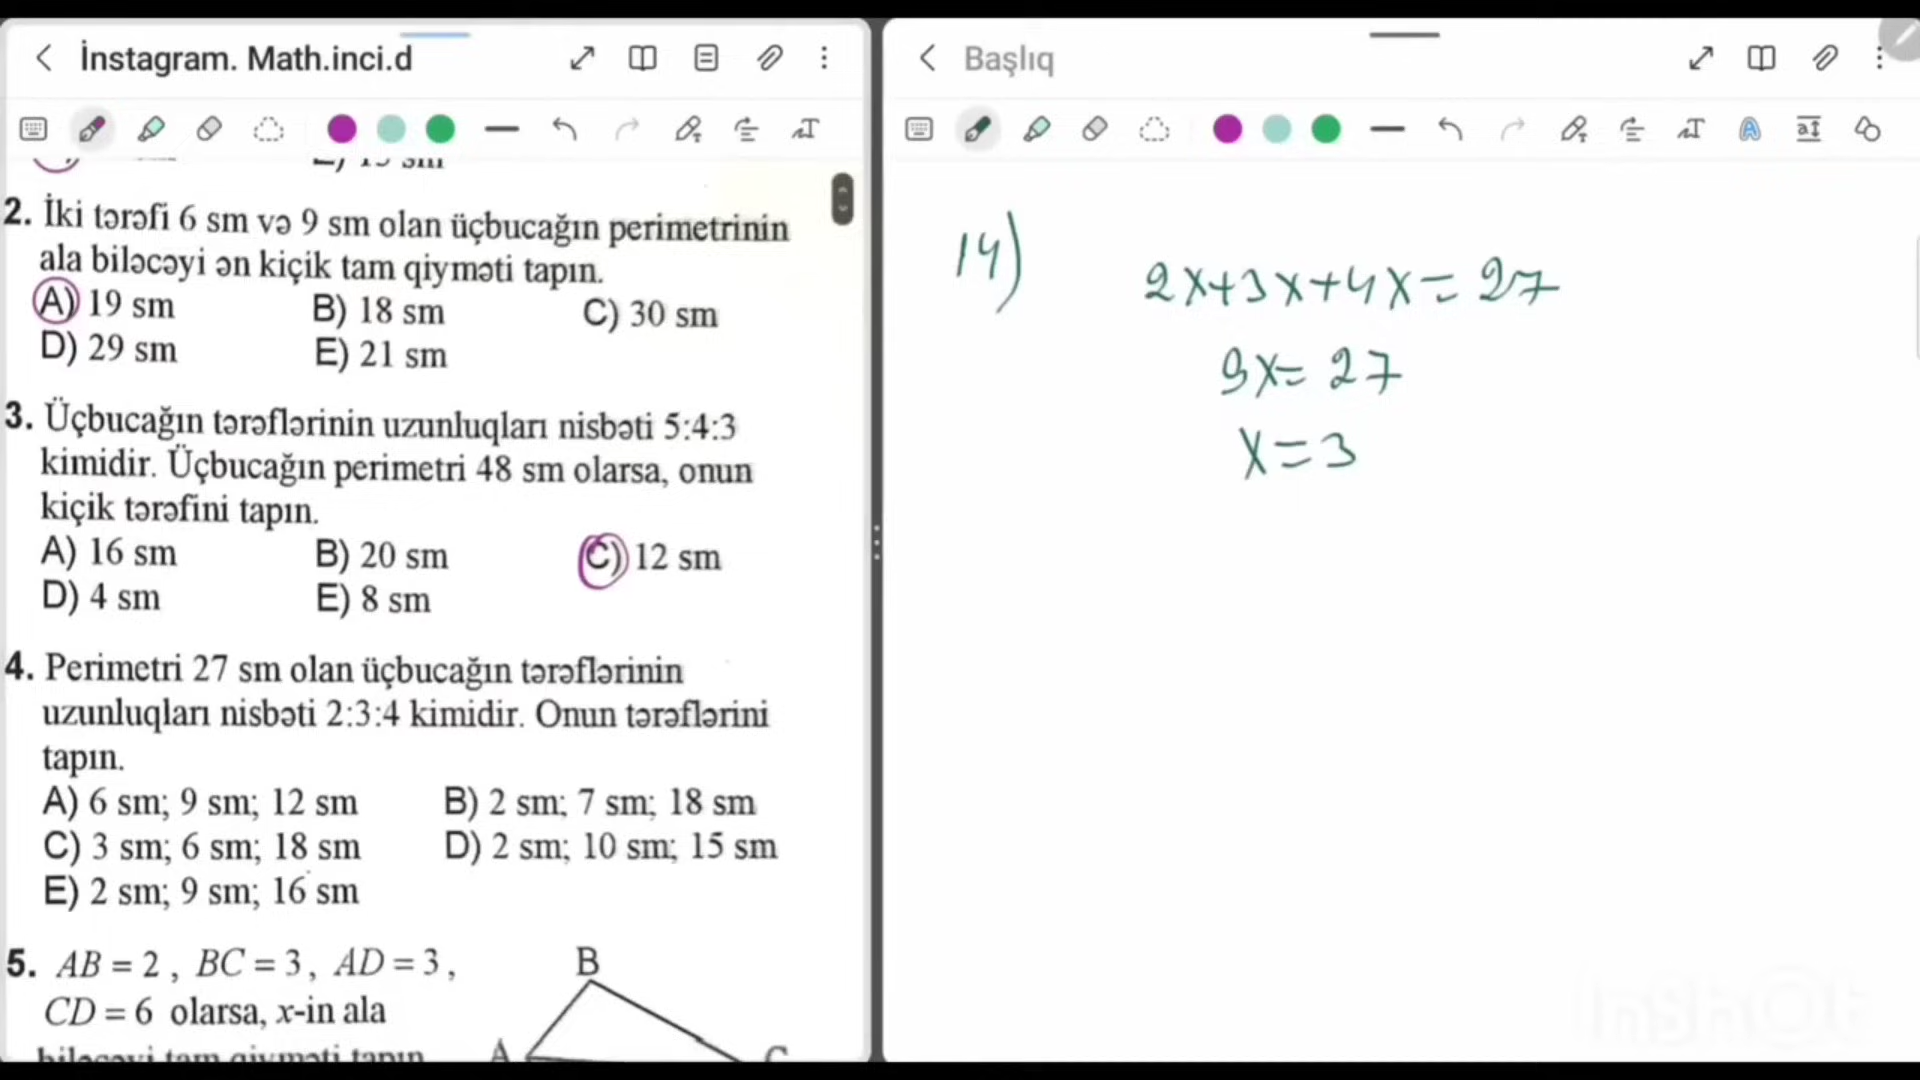 İnstagram. Math.inci.d
2. İki tərəfi 6 sm və 9 sm olan üçbucağın perimetrinin
ala biləcəyi ən kiçik tam qiyməti tapın.
A) 19 sm B) 18 sm C) 30 sm
D) 29 sm E) 21 sm
3. Üçbucağın tərəflərinin uzunluqları nisbəti 5:4:3
kimidir. Üçbucağın perimetri 48 sm olarsa, onun
kiçik tərəfini tapın.
A) 16 sm B) 20 sm C) 12 sm
D) 4 sm E) 8 sm
4. Perimetri 27 sm olan üçbucağın tərəflərinin
uzunluqları nisbəti 2:3:4 kimidir. Onun tərəflərini
tapın.
A) 6 sm; 9 sm; 12 sm B) 2 sm; 7 sm; 18 sm
C) 3 sm; 6 sm; 18 sm D) 2 sm; 10 sm; 15 sm
E) 2 sm; 9 sm; 16 sm
5. AB = 2 , BC = 3 , AD = 3 ,
CD = 6 olarsa, x-in ala
biləcəyi tam qiyməti tapın
B
A C
Başlıq
14)
2x+3x+4x=27
9x=27
x=3